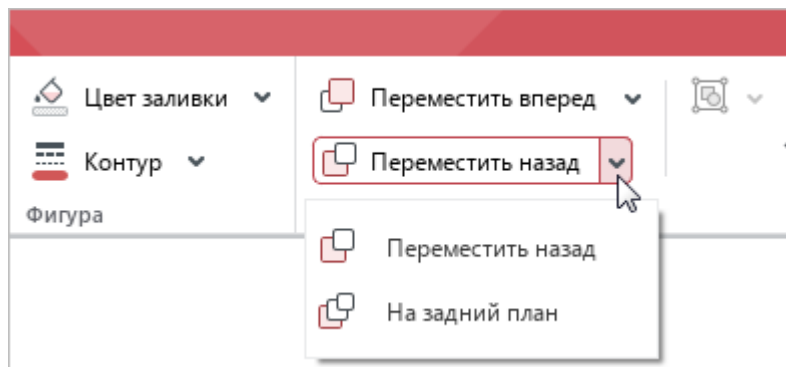 Цвет заливки
Переместить вперед
Контур
Переместить назад
Фигура
Переместить назад
На задний план